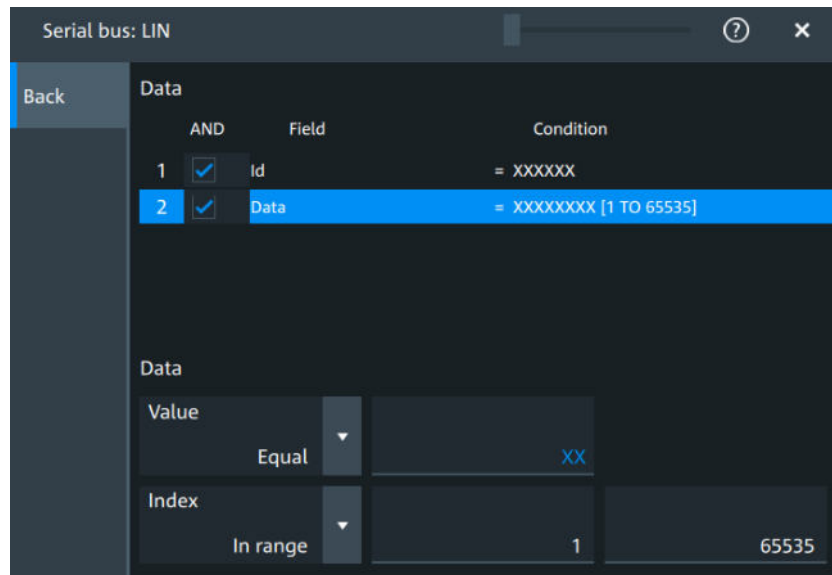 Serial bus: LIN
Back
Data
AND Field Condition
1 Id = XXXXXX
2 Data = XXXXXXXX [1 TO 65535]
Data
Value
Equal XX
Index
In range 1 65535